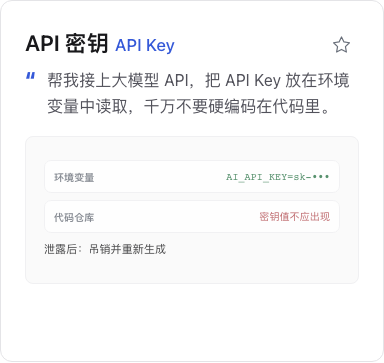 API 密钥 API Key
“ 帮我接上大模型 API，把 API Key 放在环境
变量中读取，千万不要硬编码在代码里。
环境变量 AI_API_KEY=sk-•••
代码仓库 密钥值不应出现
泄露后：吊销并重新生成